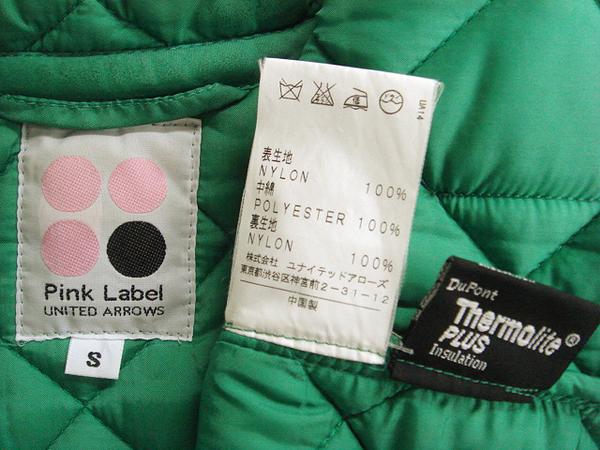 Pink Label
UNITED ARROWS
S
UA14
表生地
NYLON 100%
中綿
POLYESTER 100%
裏生地
NYLON 100%
株式会社 ユナイテッドアローズ
東京都渋谷区神宮前2-31-12
中国製
DuPont
Thermolite®
PLUS
Insulation